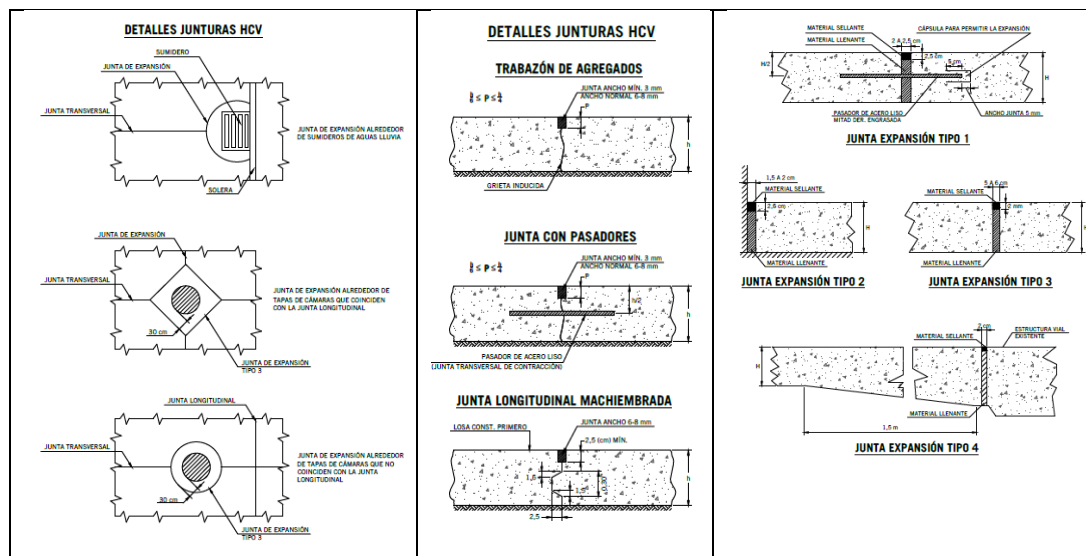 DETALLES JUNTURAS HCV
SUMIDERO
JUNTA DE EXPANSIÓN
JUNTA TRANSVERSAL
JUNTA DE EXPANSIÓN ALREDEDOR
DE SUMIDEROS DE AGUAS LLUVIA
SOLERA
JUNTA DE EXPANSIÓN
JUNTA TRANSVERSAL
JUNTA DE EXPANSIÓN ALREDEDOR DE
TAPAS DE CÁMARAS QUE COINCIDEN
CON LA JUNTA LONGITUDINAL
30 cm
JUNTA DE EXPANSIÓN
TIPO 3
JUNTA LONGITUDINAL
JUNTA TRANSVERSAL
JUNTA DE EXPANSIÓN ALREDEDOR
DE TAPAS DE CÁMARAS QUE NO
COINCIDEN CON LA JUNTA
LONGITUDINAL
30 cm
JUNTA DE EXPANSIÓN
TIPO 3
DETALLES JUNTURAS HCV
TRABAZÓN DE AGREGADOS
h/6 ≤ P ≤ h/4
JUNTA ANCHO MÍN. 3 mm
ANCHO NORMAL 6-8 mm
P
h
GRIETA INDUCIDA
JUNTA CON PASADORES
h/6 ≤ P ≤ h/4
JUNTA ANCHO MÍN. 3 mm
ANCHO NORMAL 6-8 mm
P
h/2
h
PASADOR DE ACERO LISO
(JUNTA TRANSVERSAL DE CONTRACCIÓN)
JUNTA LONGITUDINAL MACHIEMBRADA
LOSA CONST. PRIMERO
JUNTA ANCHO 6-8 mm
2,5 (cm) MÍN.
h
2,5
MATERIAL SELLANTE
CÁPSULA PARA PERMITIR LA EXPANSIÓN
MATERIAL LLENANTE
2 A 2,5 cm
2,5 cm
5 cm
H/2
H
PASADOR DE ACERO LISO
MITAD DER. ENGRASADA
ANCHO JUNTA 5 mm
JUNTA EXPANSIÓN TIPO 1
1,5 A 2 cm
MATERIAL SELLANTE
2,5 cm
H
MATERIAL LLENANTE
JUNTA EXPANSIÓN TIPO 2
5 A 6 cm
MATERIAL SELLANTE
2 mm
H
MATERIAL LLENANTE
JUNTA EXPANSIÓN TIPO 3
2 cm
MATERIAL SELLANTE
ESTRUCTURA VIAL
EXISTENTE
H
MATERIAL LLENANTE
1,5 m
JUNTA EXPANSIÓN TIPO 4